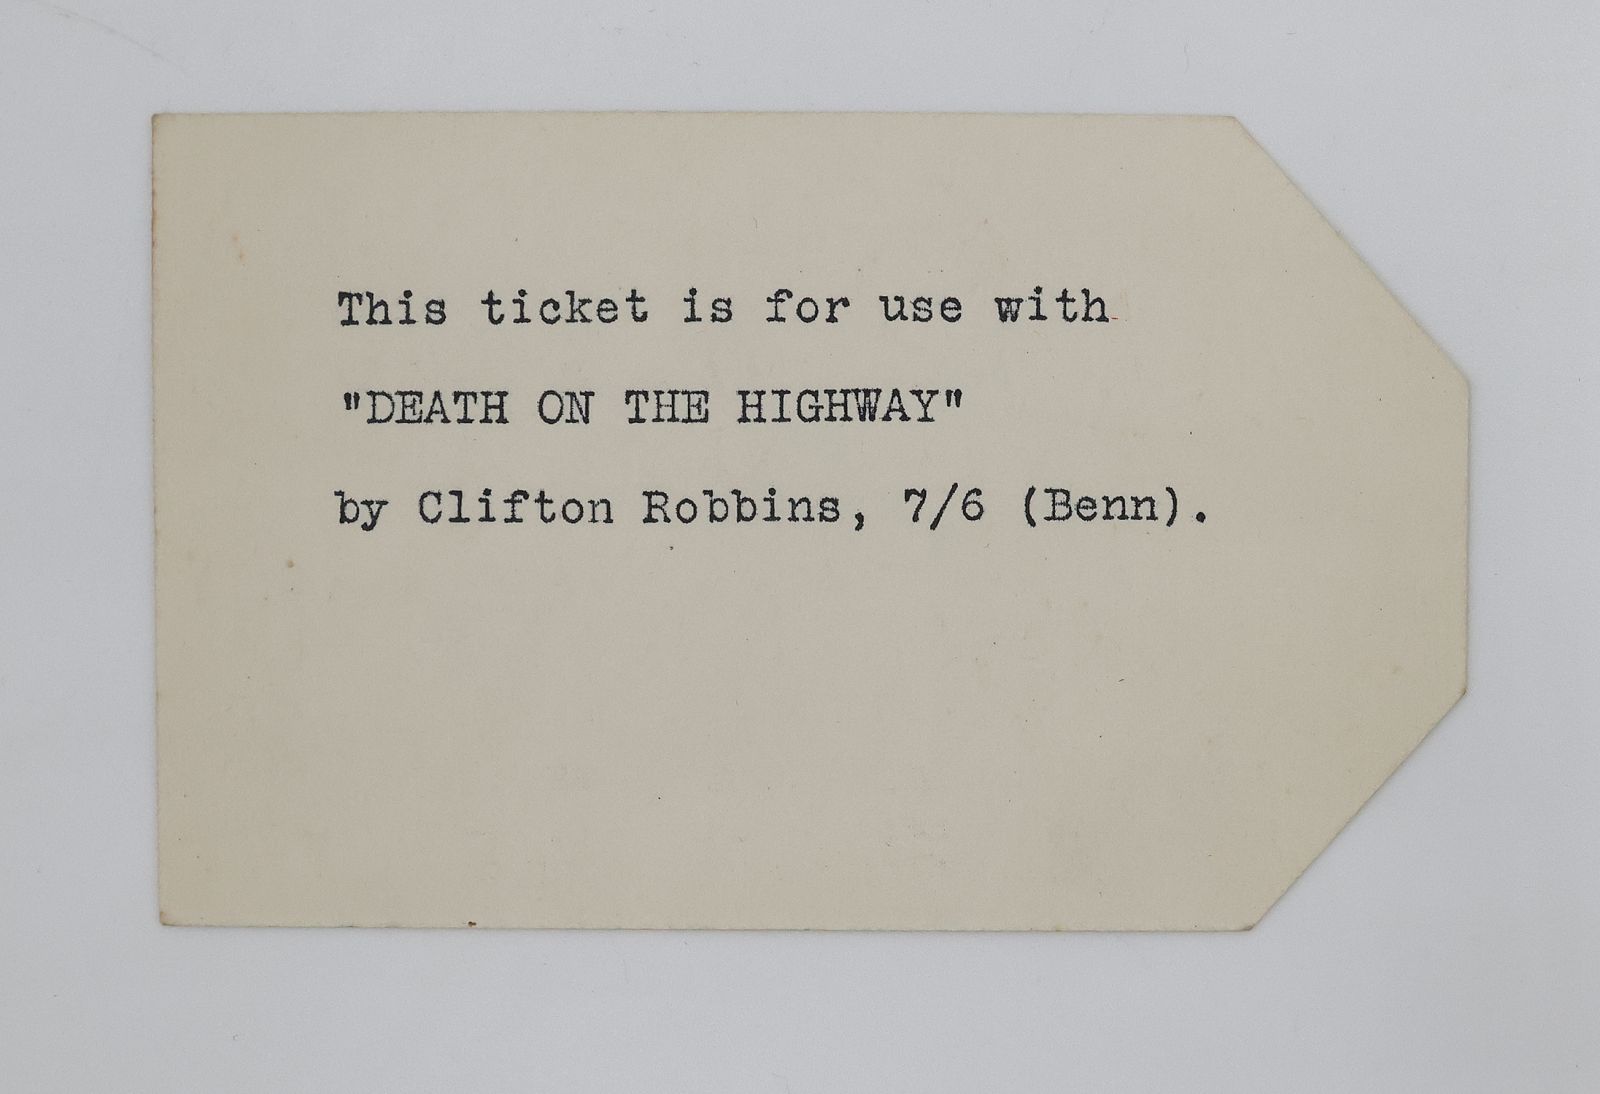 This ticket is for use with
"DEATH ON THE HIGHWAY"
by Clifton Robbins, 7/6 (Benn).